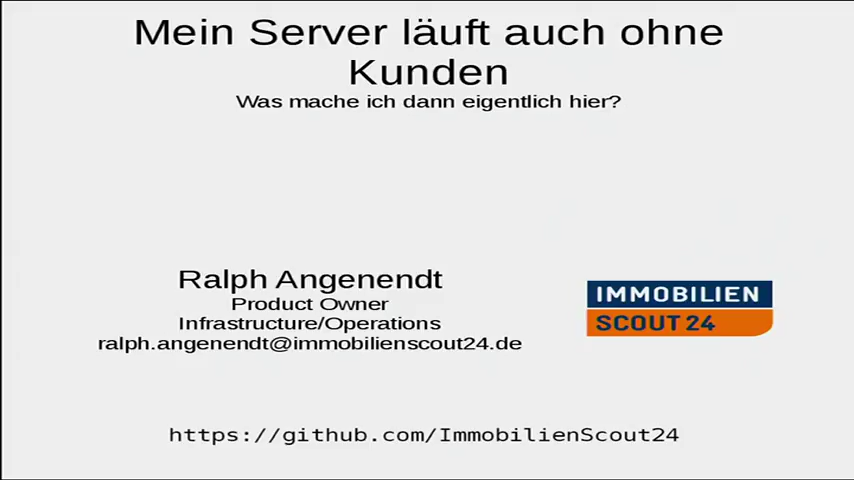 Mein Server läuft auch ohne
Kunden
Was mache ich dann eigentlich hier?
Ralph Angenendt
Product Owner
Infrastructure/Operations
ralph.angenendt@immobilienscout24.de
IMMOBILIEN
SCOUT 24
https://github.com/ImmobilienScout24